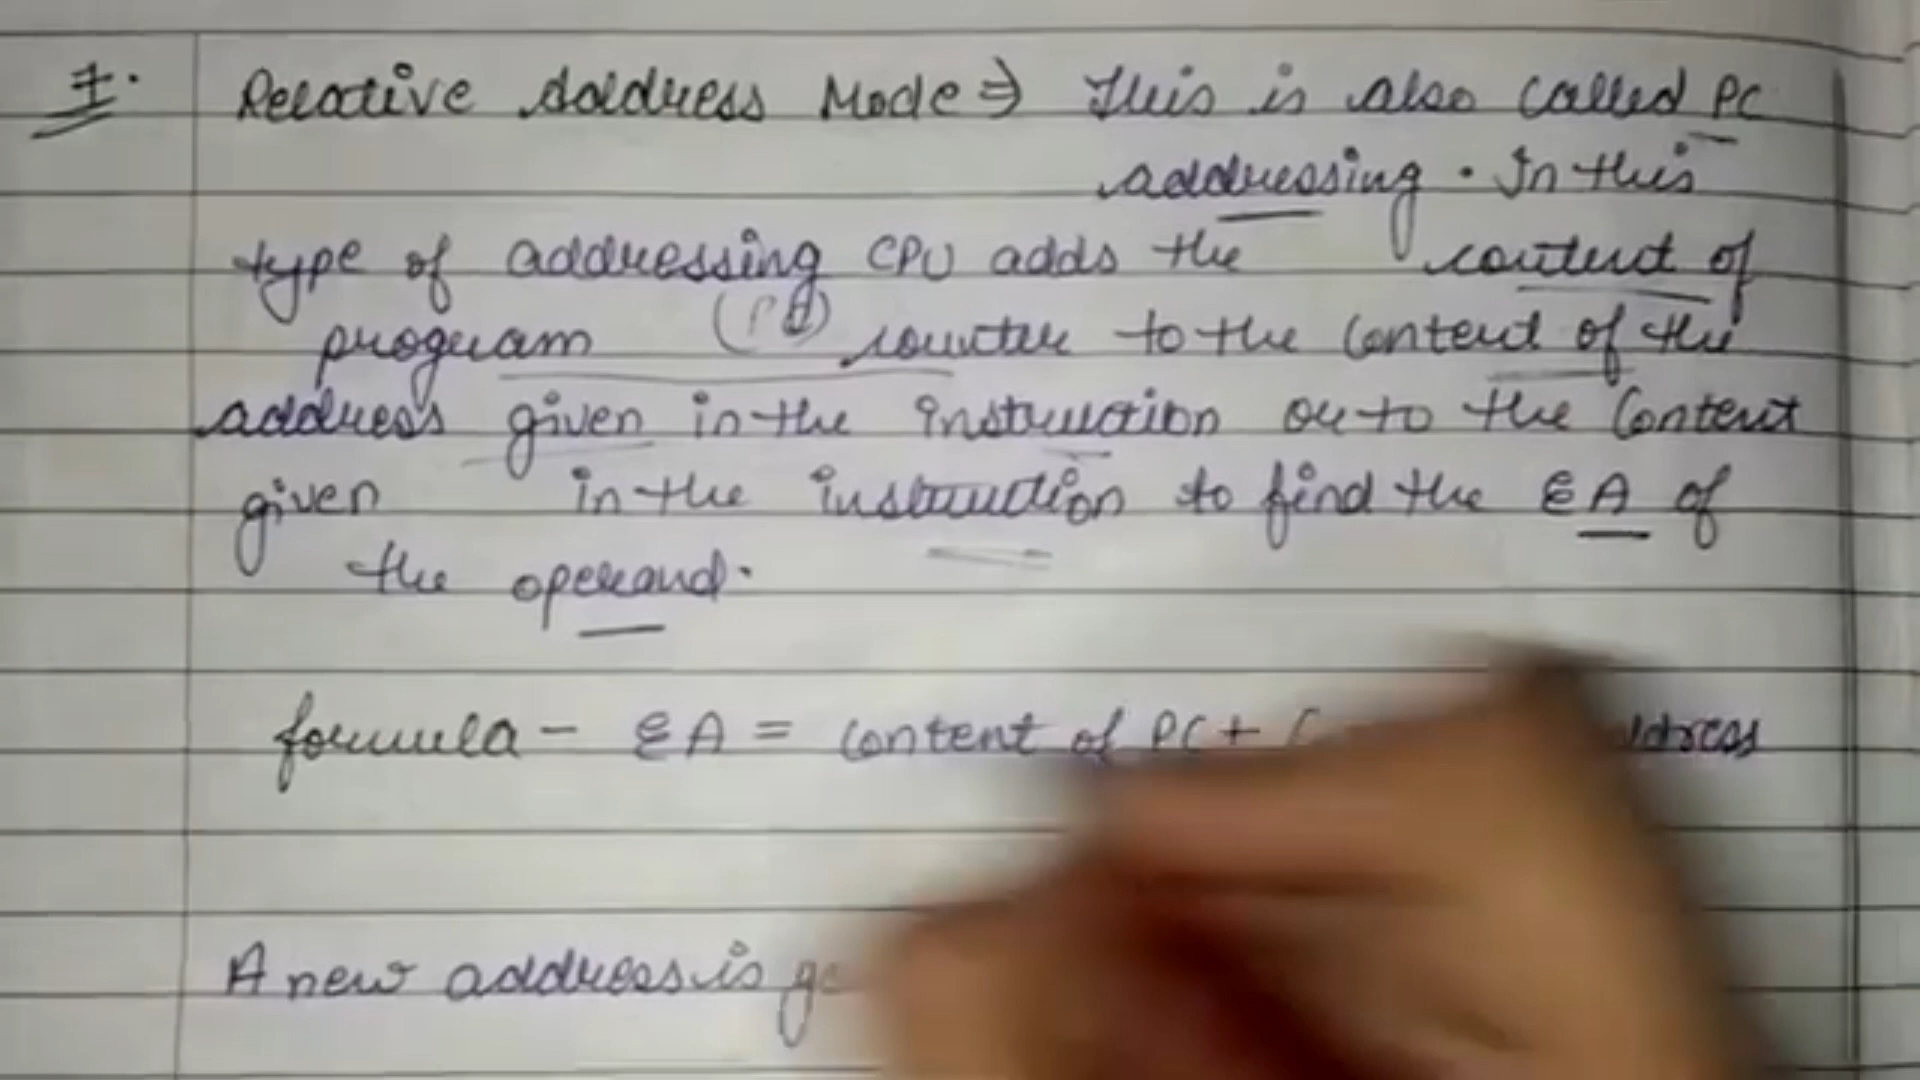 7. Relative Address Mode ⇒ This is also called PC
addressing. In this
type of addressing CPU adds the content of
program counter to the content of the
address given in the instruction or to the Content
given in the instruction to find the EA of
the operand.
formula - EA = content of PC +
A new address is